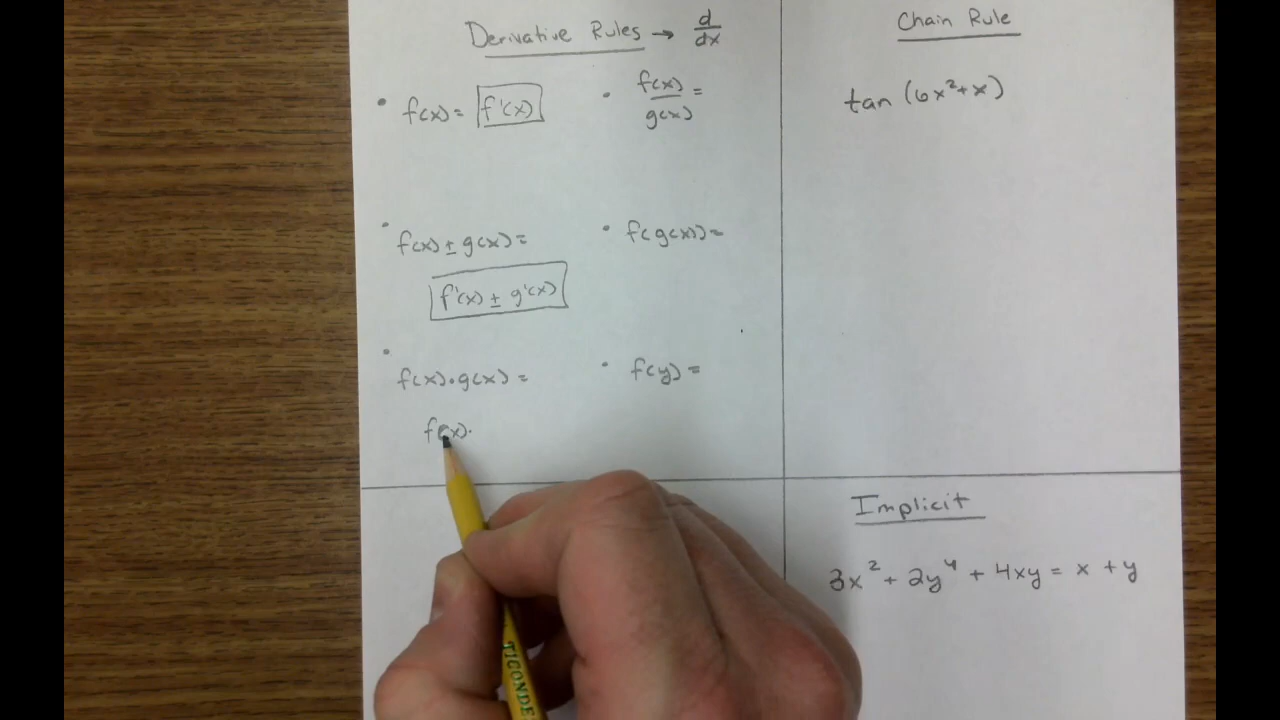 Derivative Rules → d/dx
• f(x) = f'(x)
• f(x)/g(x) =
• f(x) ± g(x) =
f'(x) ± g'(x)
• f(g(x)) =
• f(x)·g(x) =
f(x)·
• f(y) =
Chain Rule
tan (6x²+x)
Implicit
3x² + 2y⁴ + 4xy = x + y
TICONDE